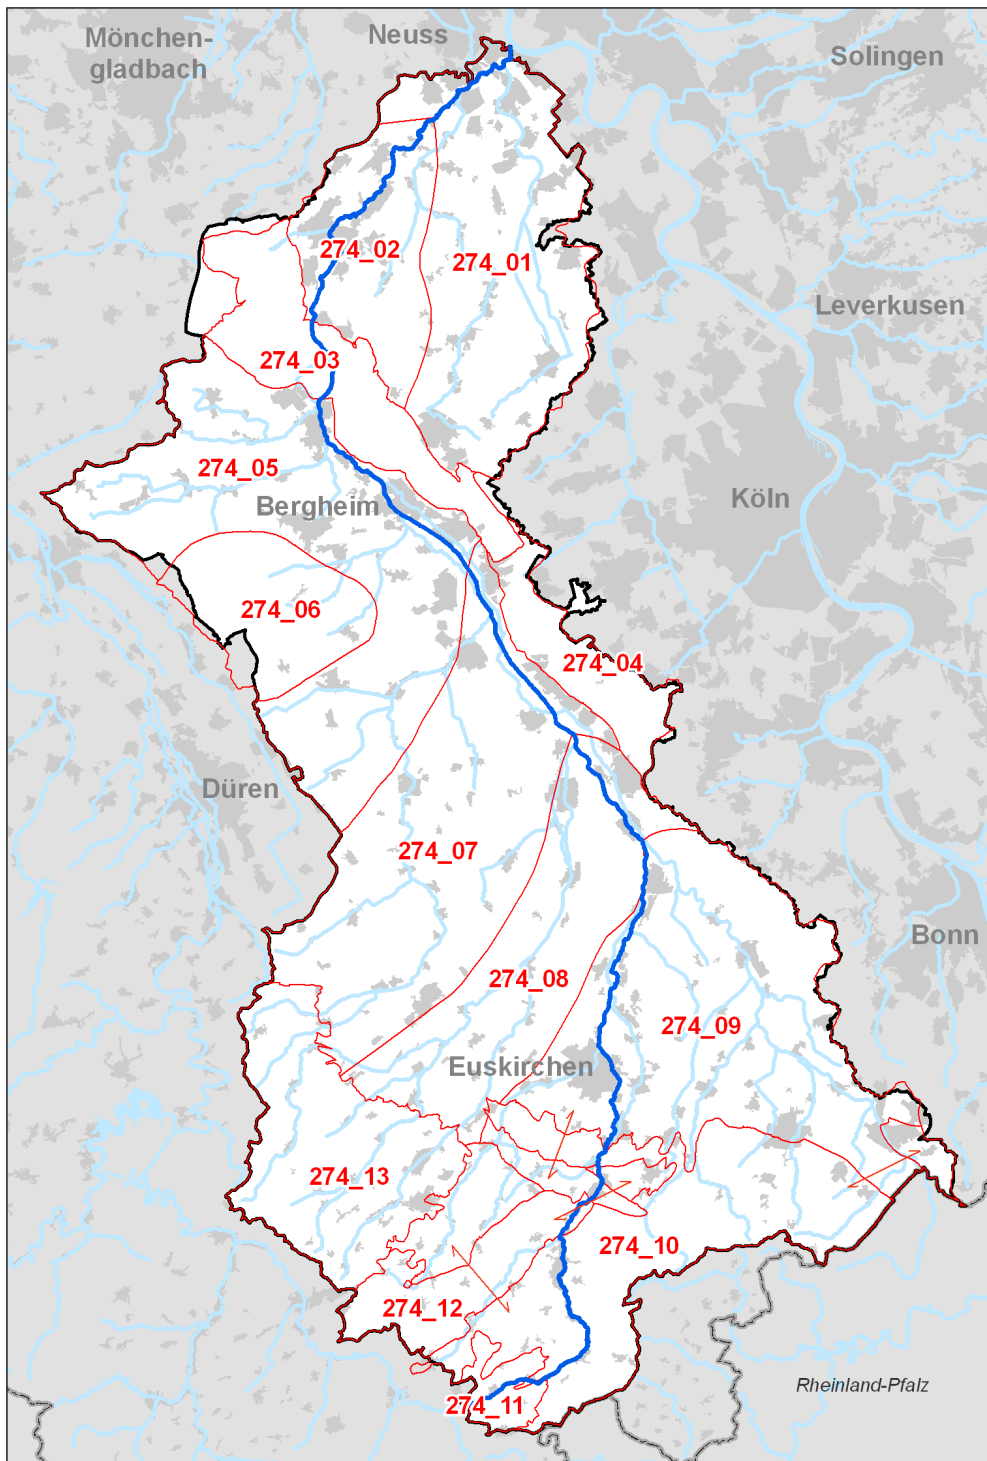 Mönchen-
gladbach
Neuss
Solingen
274_02
274_01
Leverkusen
274_03
274_05
Bergheim
Köln
274_06
274_04
Düren
274_07
Bonn
274_08
274_09
Euskirchen
274_13
274_10
274_12
Rheinland-Pfalz
274_11